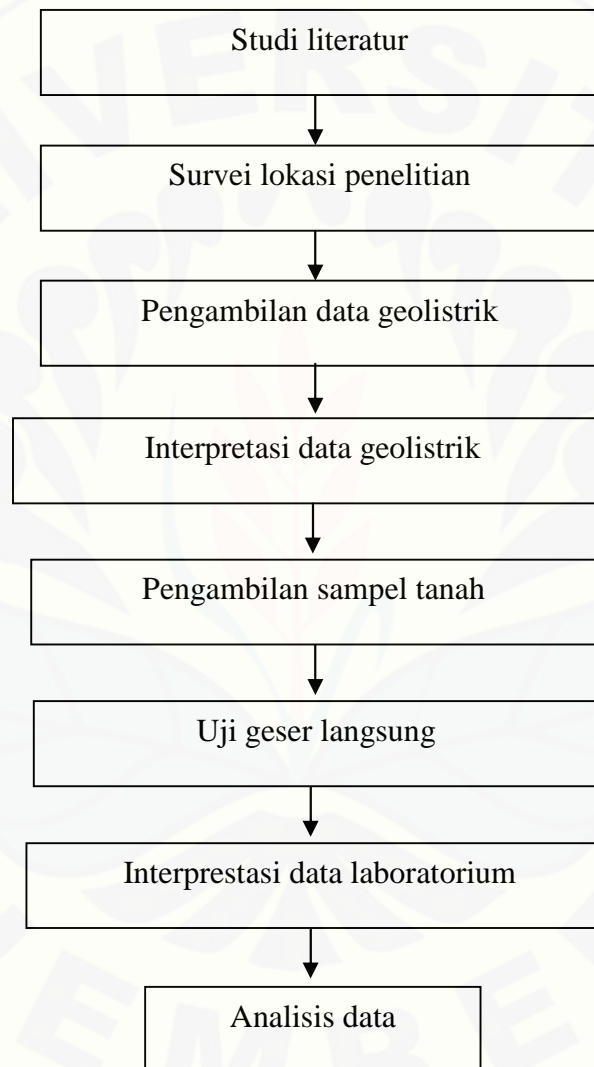 Studi literatur
Survei lokasi penelitian
Pengambilan data geolistrik
Interpretasi data geolistrik
Pengambilan sampel tanah
Uji geser langsung
Interprestasi data laboratorium
Analisis data